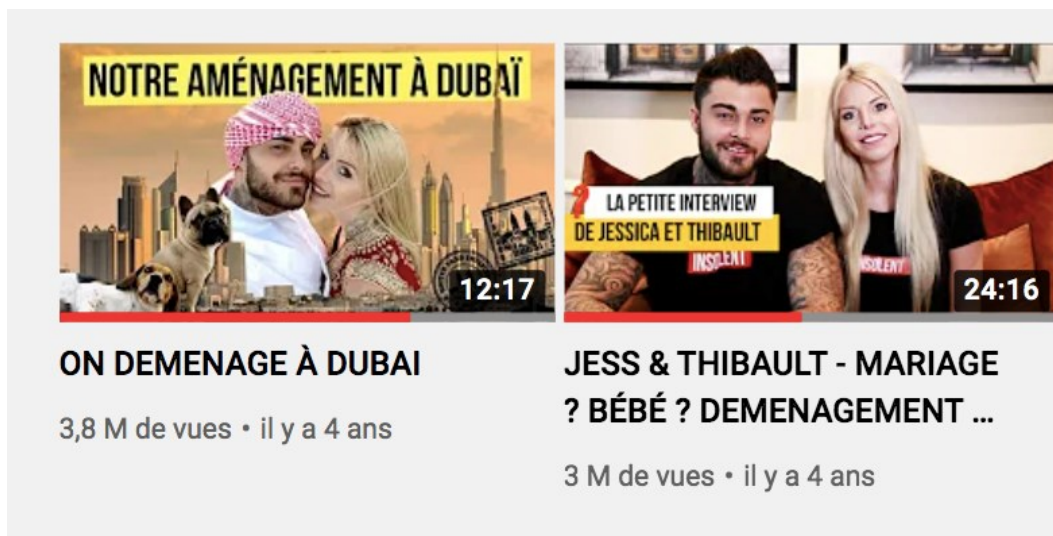 NOTRE AMÉNAGEMENT À DUBAÏ
12:17
ON DEMENAGE À DUBAI
3,8 M de vues • il y a 4 ans
LA PETITE INTERVIEW
DE JESSICA ET THIBAULT
INSOLENT
INSOLENT
24:16
JESS & THIBAULT - MARIAGE
? BÉBÉ ? DEMENAGEMENT ...
3 M de vues • il y a 4 ans